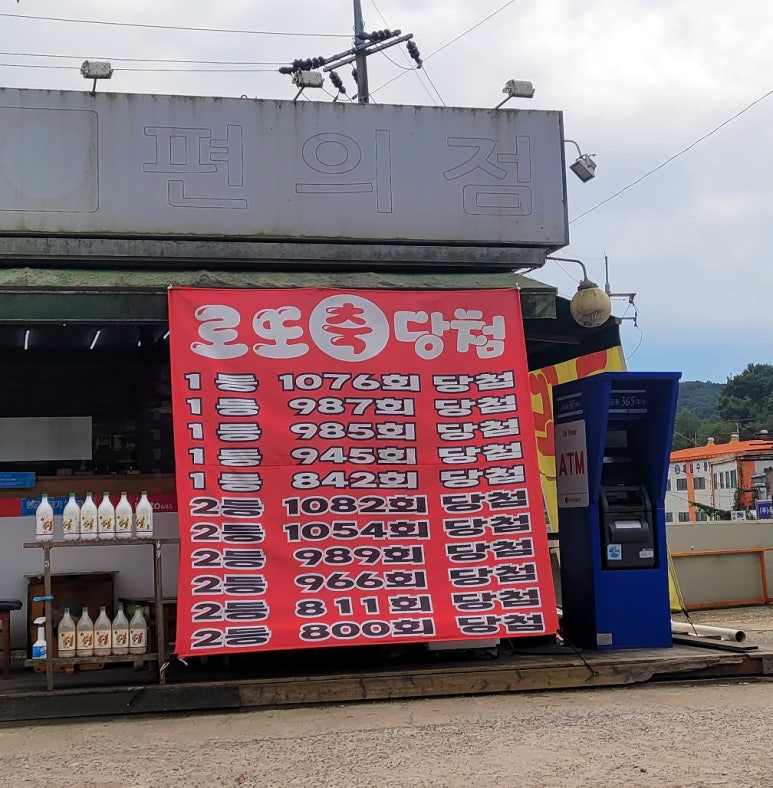 편의점
로또 축 당첨
1등 1076회 당첨
1등 987회 당첨
1등 985회 당첨
1등 945회 당첨
1등 842회 당첨
2등 1082회 당첨
2등 1054회 당첨
2등 989회 당첨
2등 966회 당첨
2등 811회 당첨
2등 800회 당첨
365
24 hour
ATM